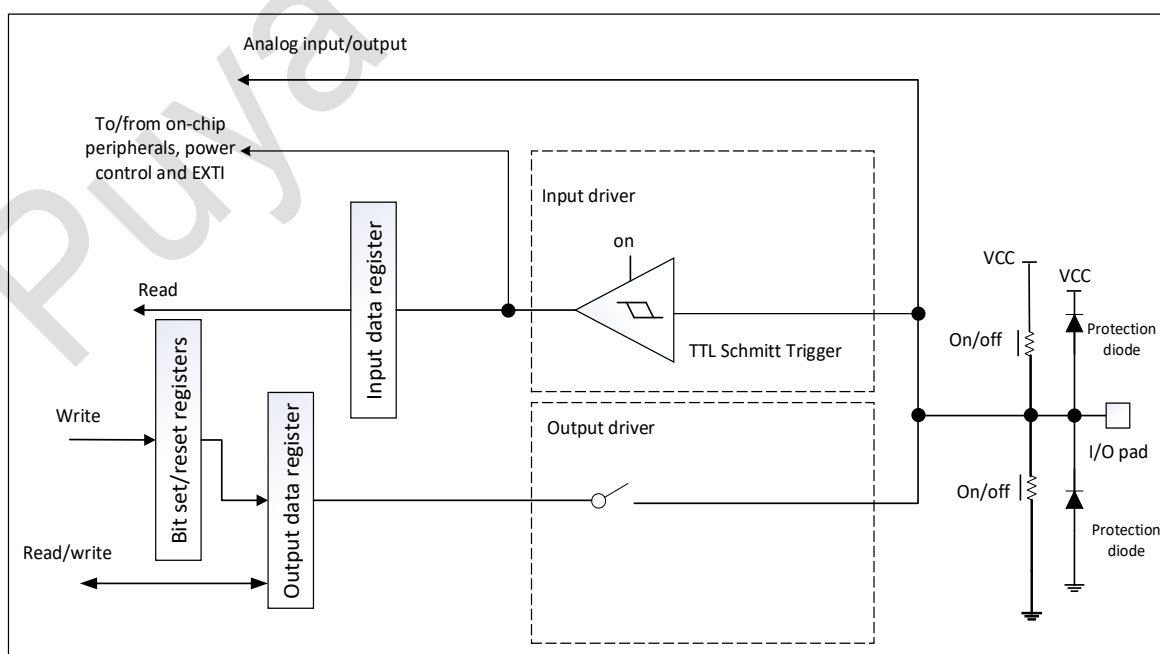 Puya
Analog input/output
To/from on-chip
peripherals, power
control and EXTI
Input driver
on
Input data register
Read
TTL Schmitt Trigger
VCC
VCC
On/off
Protection
diode
Bit set/reset registers
Write
Output data register
Output driver
I/O pad
On/off
Read/write
Protection
diode